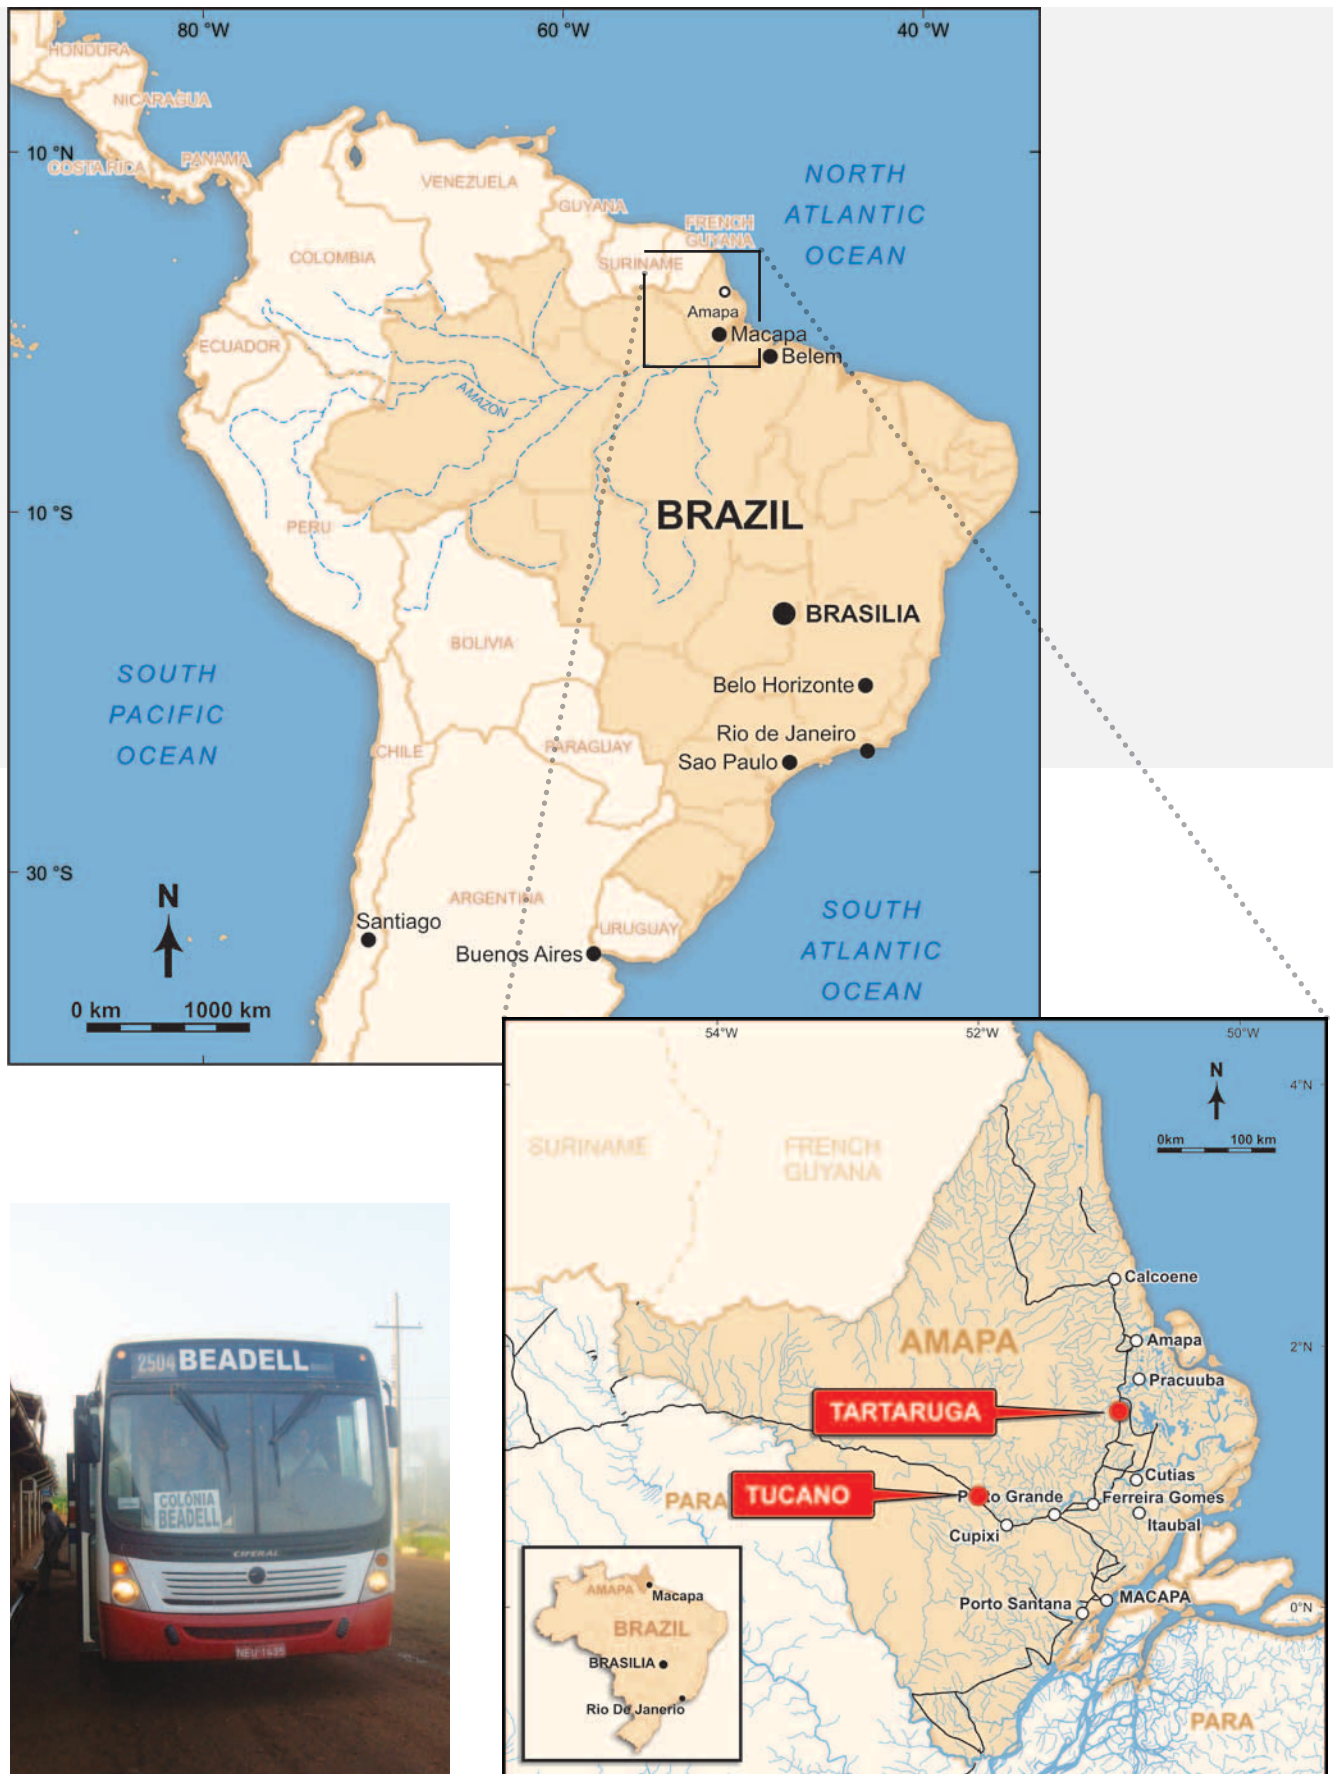 80 °W
60 °W
40 °W
HONDURA
NICARAGUA
10 °N
COSTA RICA
PANAMA
VENEZUELA
GUYANA
FRENCH
GUYANA
NORTH
ATLANTIC
OCEAN
COLOMBIA
SURINAME
Amapa
Macapa
Belem
ECUADOR
AMAZON
10 °S
PERU
BRAZIL
BRASILIA
BOLIVIA
SOUTH
PACIFIC
OCEAN
Belo Horizonte
Rio de Janeiro
Sao Paulo
CHILE
PARAGUAY
30 °S
N
ARGENTINA
Santiago
URUGUAY
Buenos Aires
SOUTH
ATLANTIC
OCEAN
0 km 1000 km
54°W
52°W
50°W
N
4°N
0km 100 km
SURINAME
FRENCH
GUYANA
Calcoene
AMAPA
Amapa
2°N
Pracuuba
TARTARUGA
Cutias
TUCANO
PARA
Grande
Ferreira Gomes
Itaubal
Cupixi
Porto Santana
MACAPA
0°N
PARA
AMAPA
Macapa
BRAZIL
BRASILIA
Rio De Janerio
2504 BEADELL
COLÔNIA
BEADELL
CIFERAL